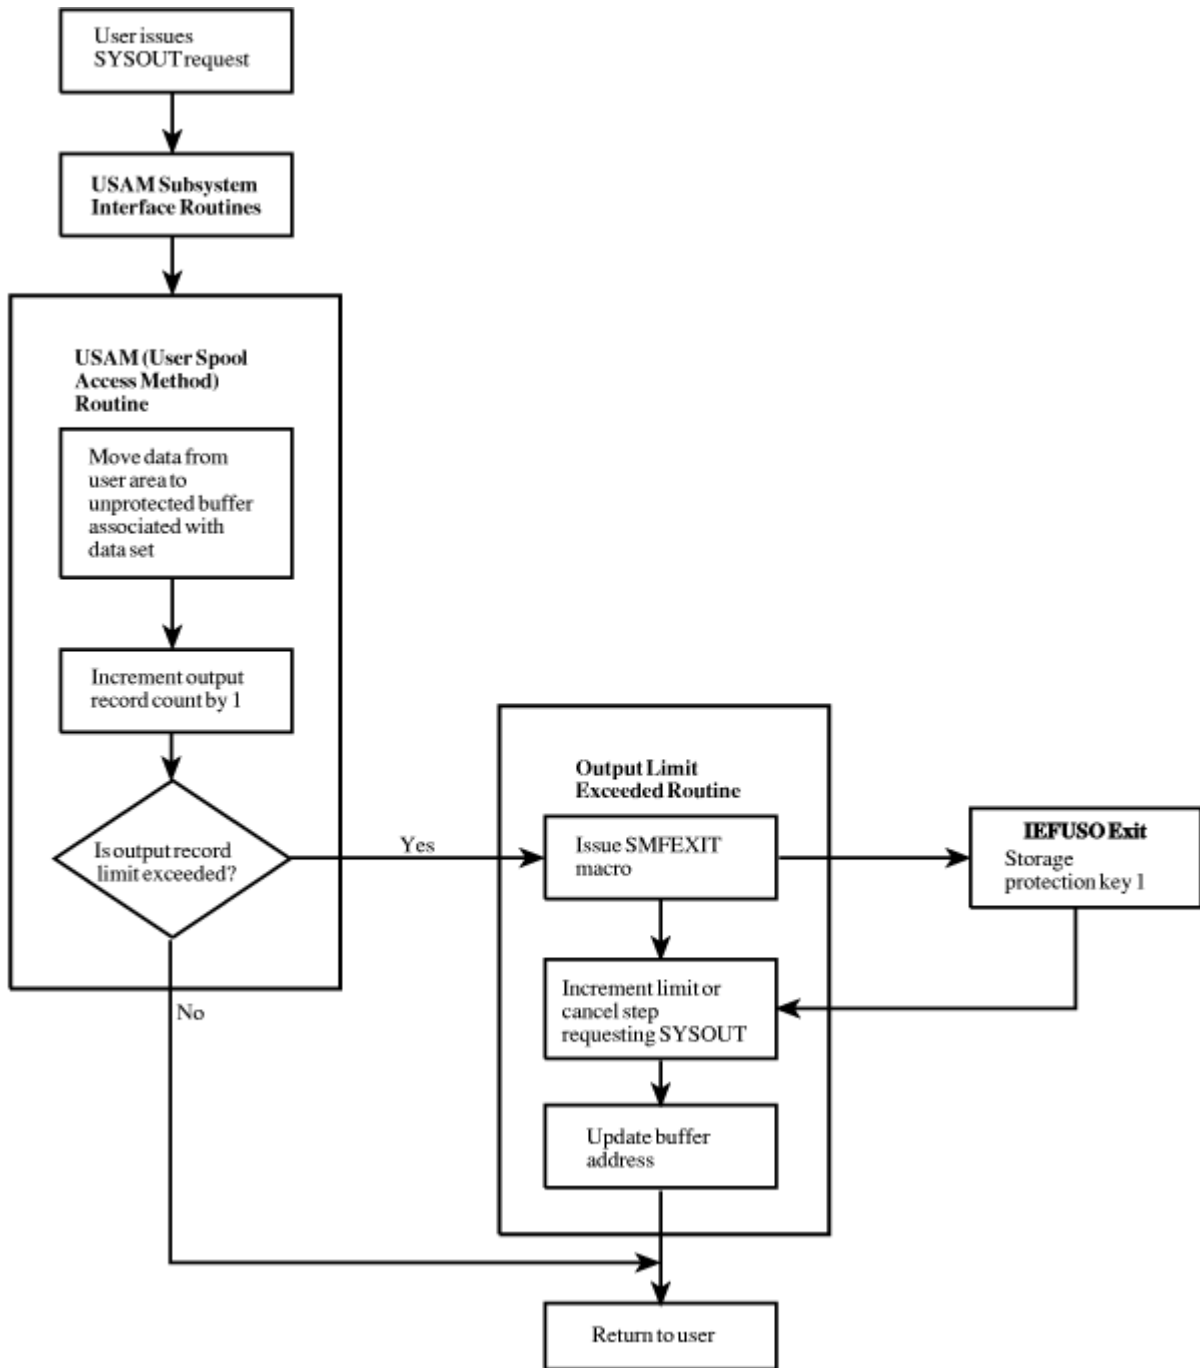 User issues
SYSOUT request
USAM Subsystem
Interface Routines
USAM (User Spool
Access Method)
Routine
Move data from
user area to
unprotected buffer
associated with
data set
Increment output
record count by 1
Is output record
limit exceeded?
Yes
No
Output Limit
Exceeded Routine
Issue SMFEXIT
macro
IEFUSO Exit
Storage
protection key 1
Increment limit or
cancel step
requesting SYSOUT
Update buffer
address
Return to user